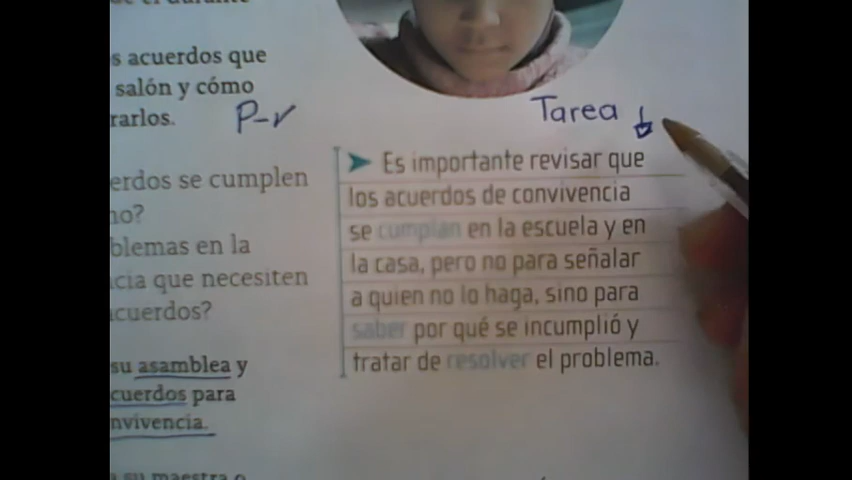 s acuerdos que
salón y cómo
rarlos.
P-r
erdos se cumplen
no?
blemas en la
cia que necesiten
cuerdos?
su asamblea y
cuerdos para
nvivencia.
su maestra o
Tarea
Es importante revisar que
los acuerdos de convivencia
se cumplan en la escuela y en
la casa, pero no para señalar
a quien no lo haga, sino para
saber por qué se incumplió y
tratar de resolver el problema.